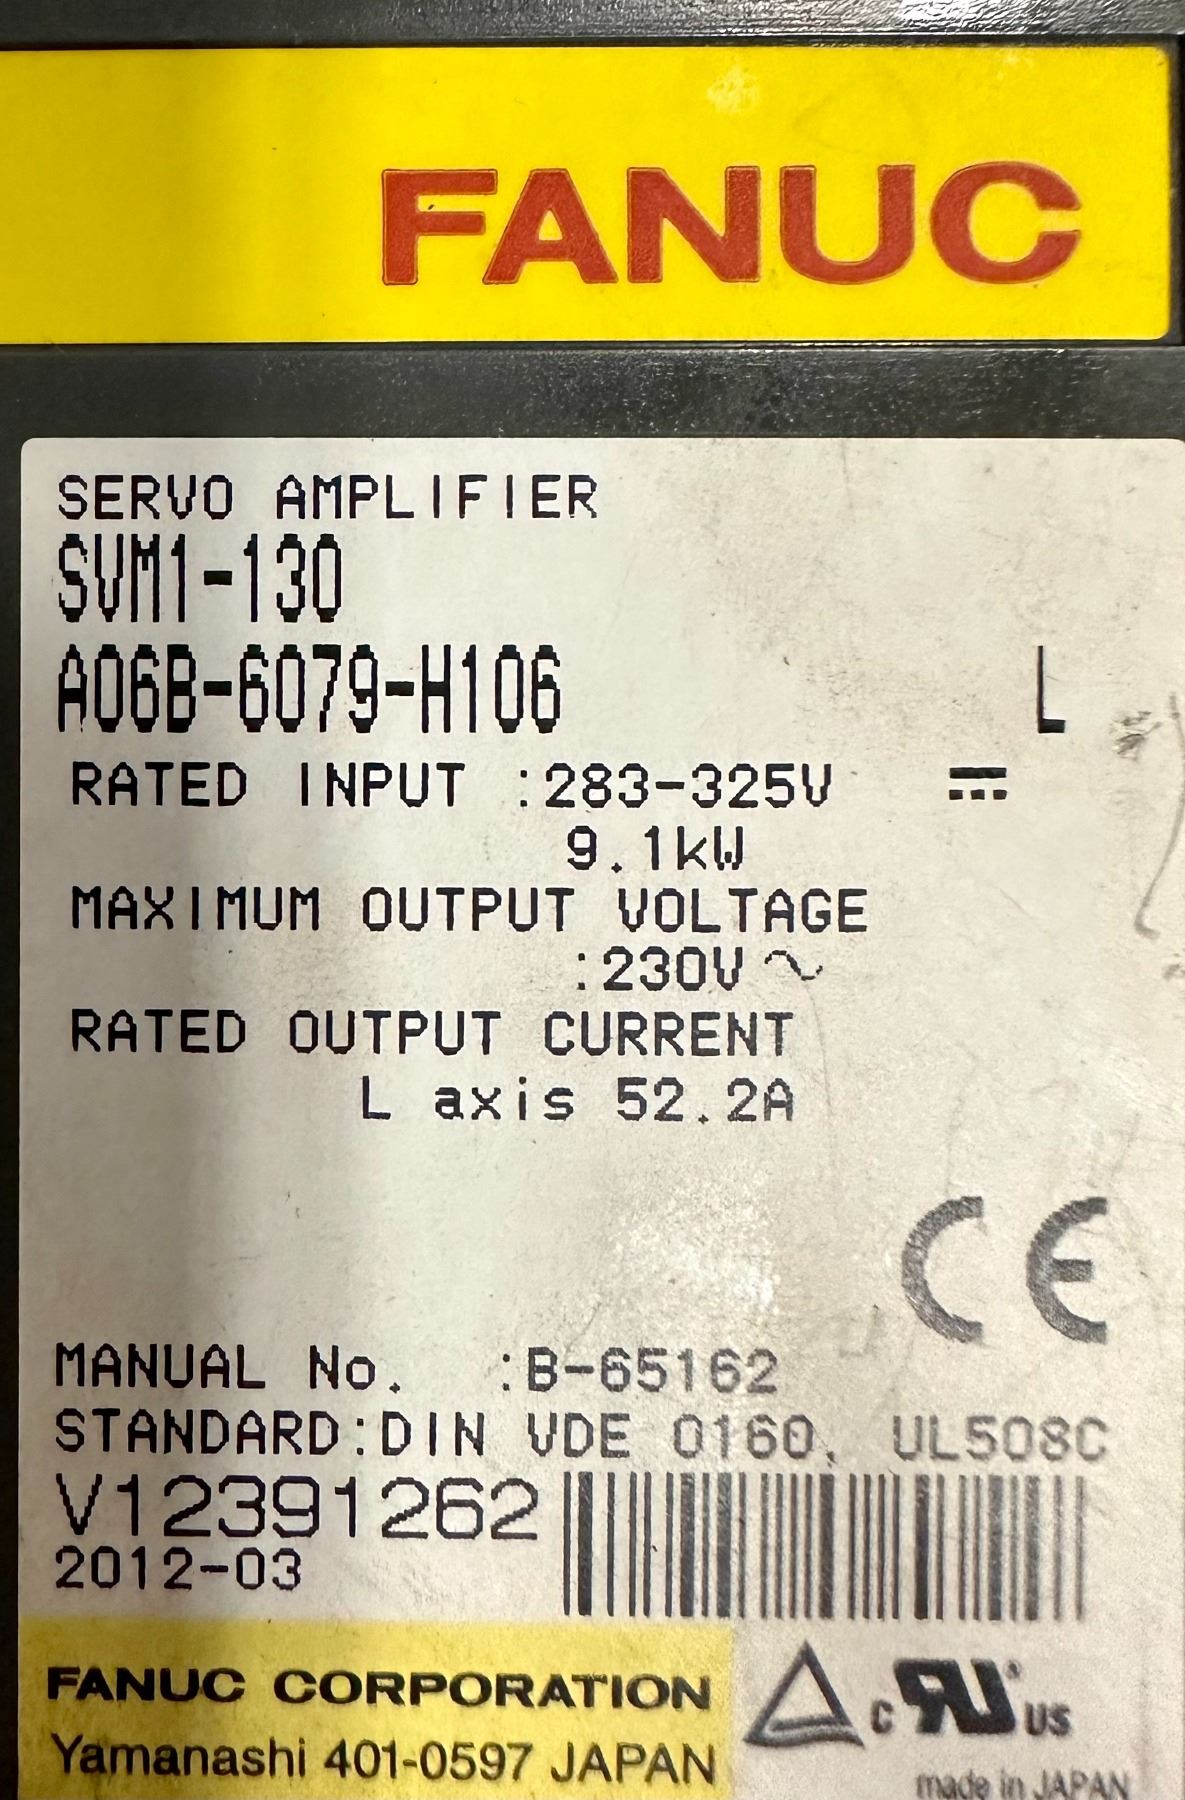 FANUC
SERVO AMPLIFIER
SVM1-130
A06B-6079-H106 L
RATED INPUT :283-325V ⎓
9.1kW
MAXIMUM OUTPUT VOLTAGE
:230V∿
RATED OUTPUT CURRENT
L axis 52.2A
CE
MANUAL No. :B-65162
STANDARD:DIN VDE 0160, UL508C
V12391262
2012-03
FANUC CORPORATION
Yamanashi 401-0597 JAPAN
c RU US
made in JAPAN